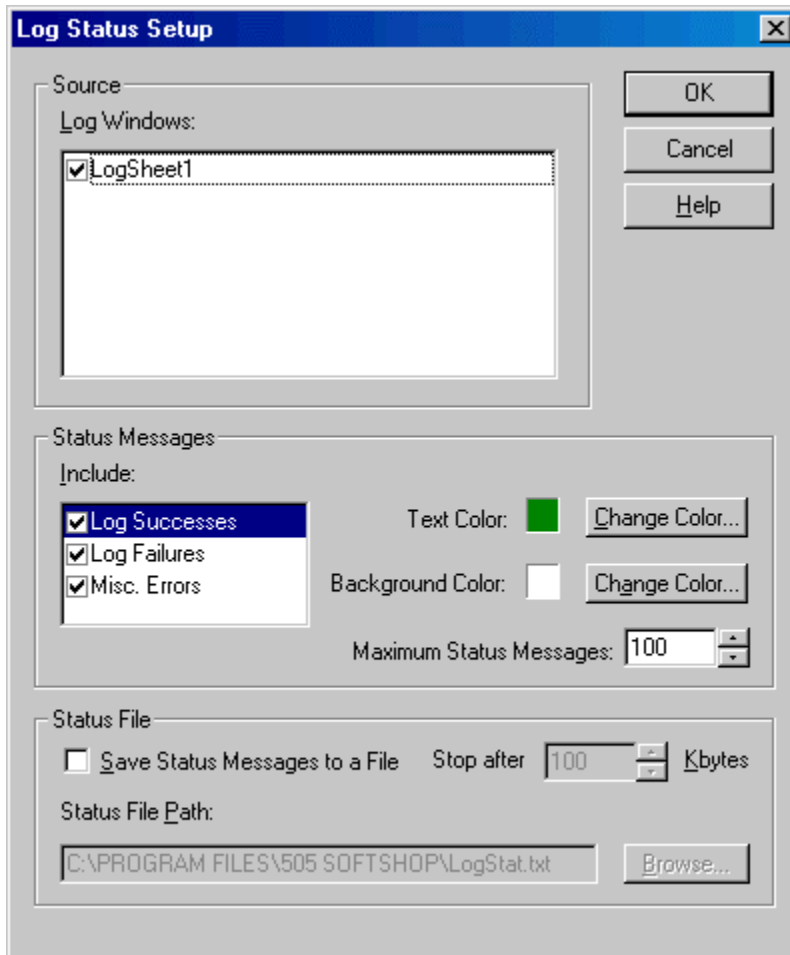 Log Status Setup
Source
OK
Log Windows:
Cancel
LogSheet1
Help
Status Messages
Include:
Log Successes
Text Color:
Change Color...
Log Failures
Misc. Errors
Background Color:
Change Color...
Maximum Status Messages: 100
Status File
Save Status Messages to a File
Stop after 100 Kbytes
Status File Path:
C:\PROGRAM FILES\505 SOFTSHOP\LogStat.txt
Browse...